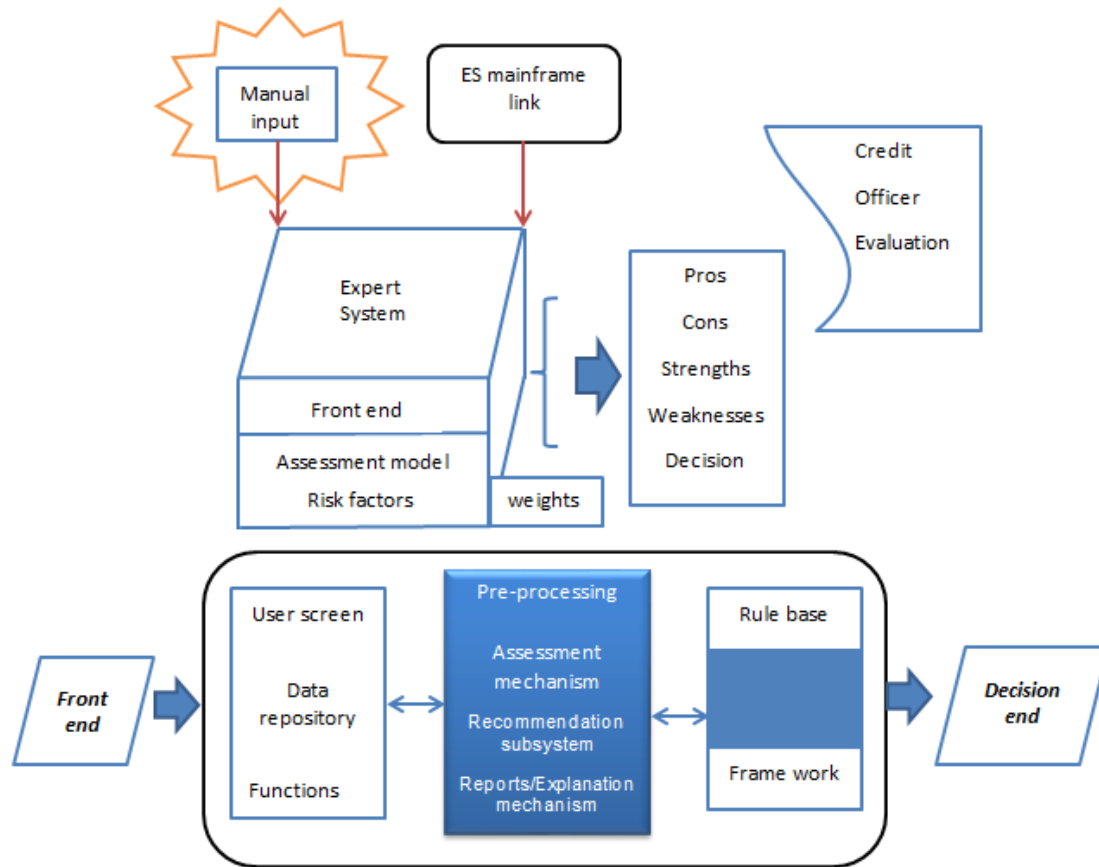 Manual
input
ES mainframe
link
Credit
Officer
Evaluation
Expert
System
Front end
Assessment model
Risk factors
weights
Pros
Cons
Strengths
Weaknesses
Decision
Front
end
User screen
Data
repository
Functions
Pre-processing
Assessment
mechanism
Recommendation
subsystem
Reports/Explanation
mechanism
Rule base
Frame work
Decision
end